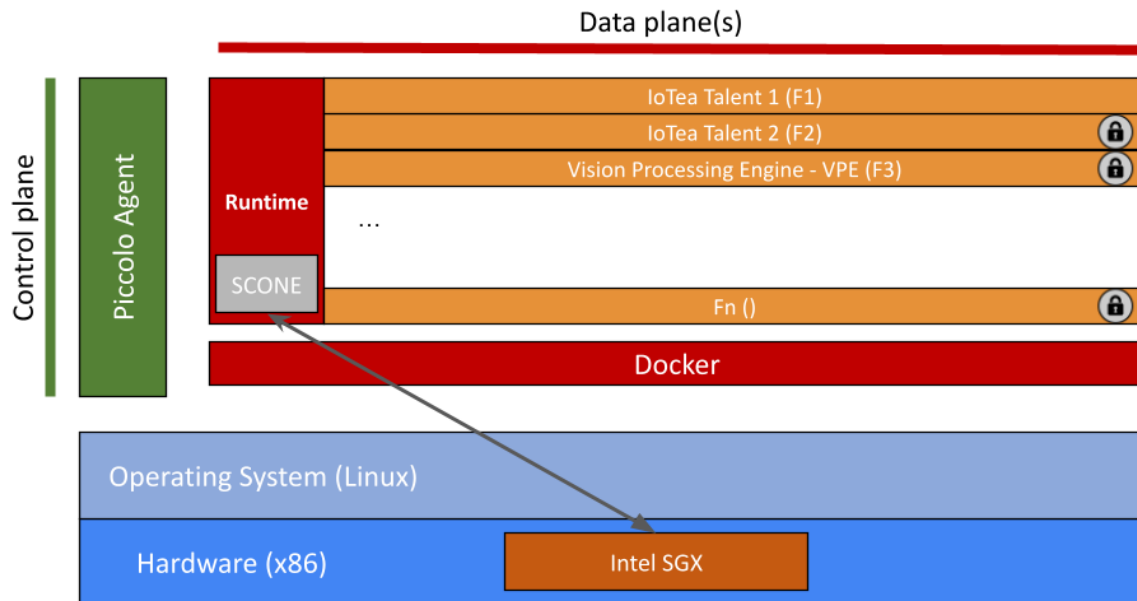 Data plane(s)
Control plane
Piccolo Agent
Runtime
SCONE
IoTea Talent 1 (F1)
IoTea Talent 2 (F2)
Vision Processing Engine - VPE (F3)
...
Fn ()
Docker
Operating System (Linux)
Hardware (x86)
Intel SGX